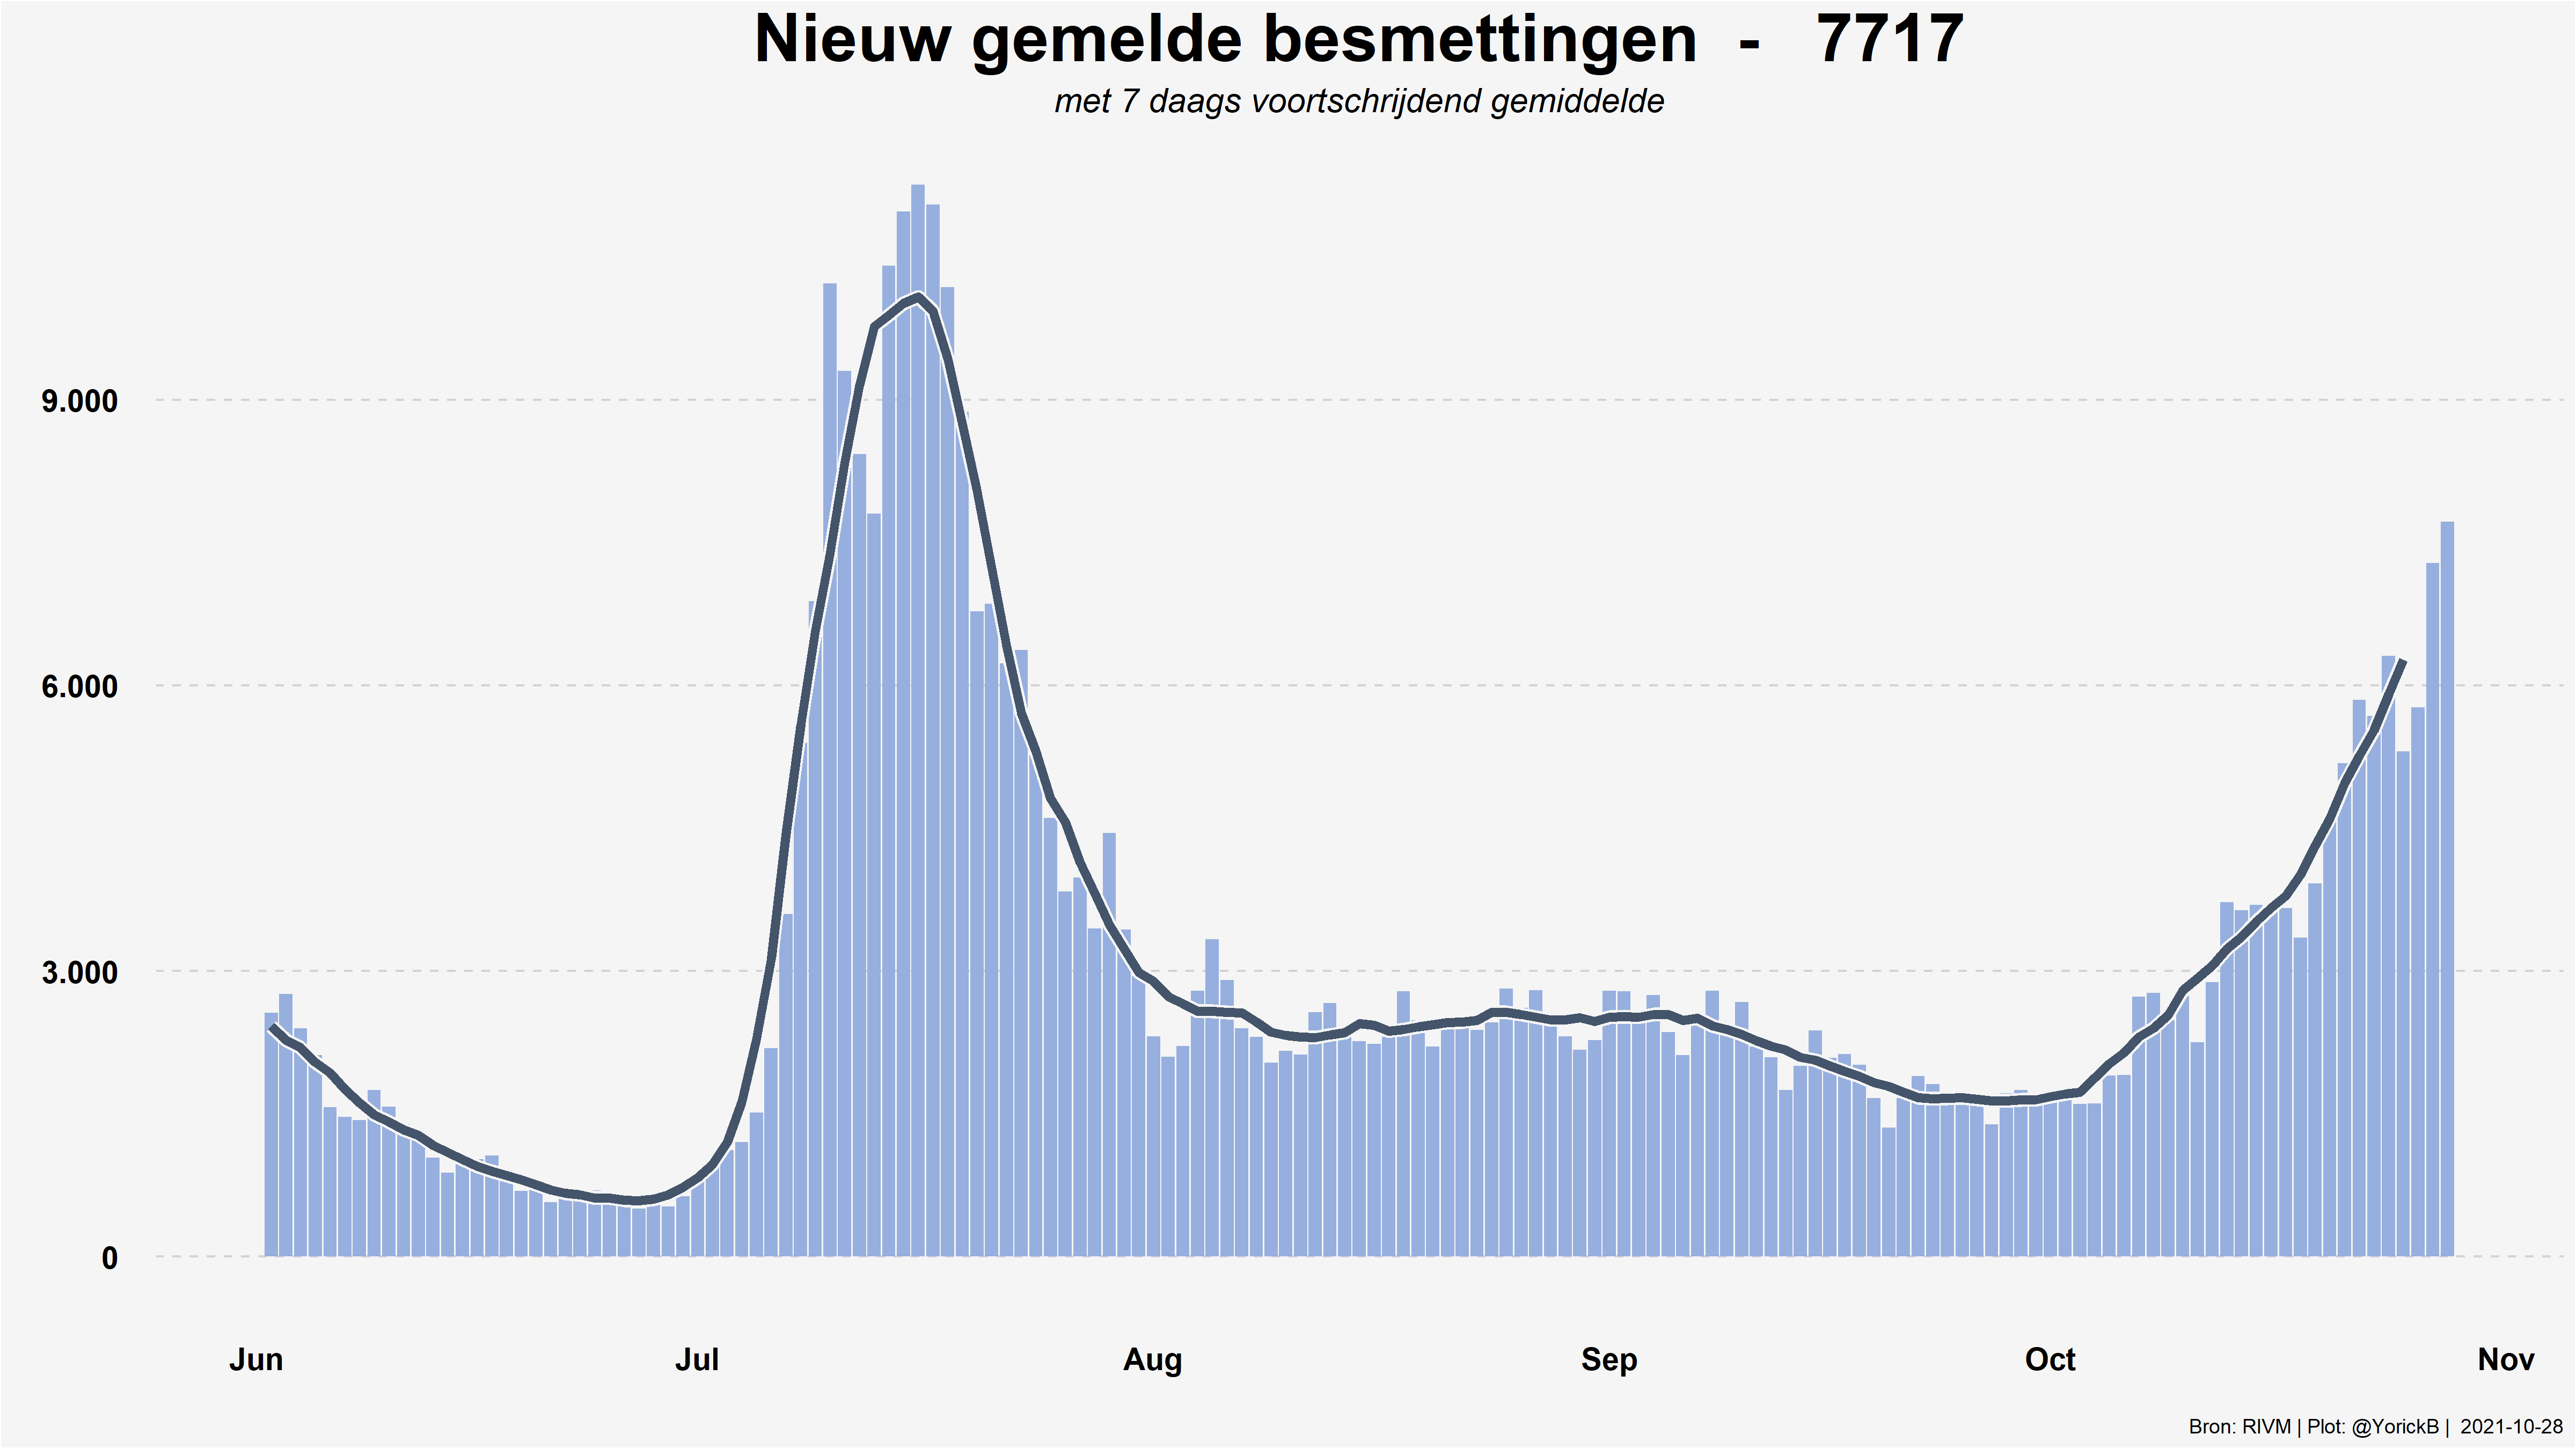 Nieuw gemelde besmettingen - 7717
met 7 daags voortschrijdend gemiddelde
9.000
6.000
3.000
0
Jun Jul Aug Sep Oct Nov
Bron: RIVM | Plot: @YorickB | 2021-10-28